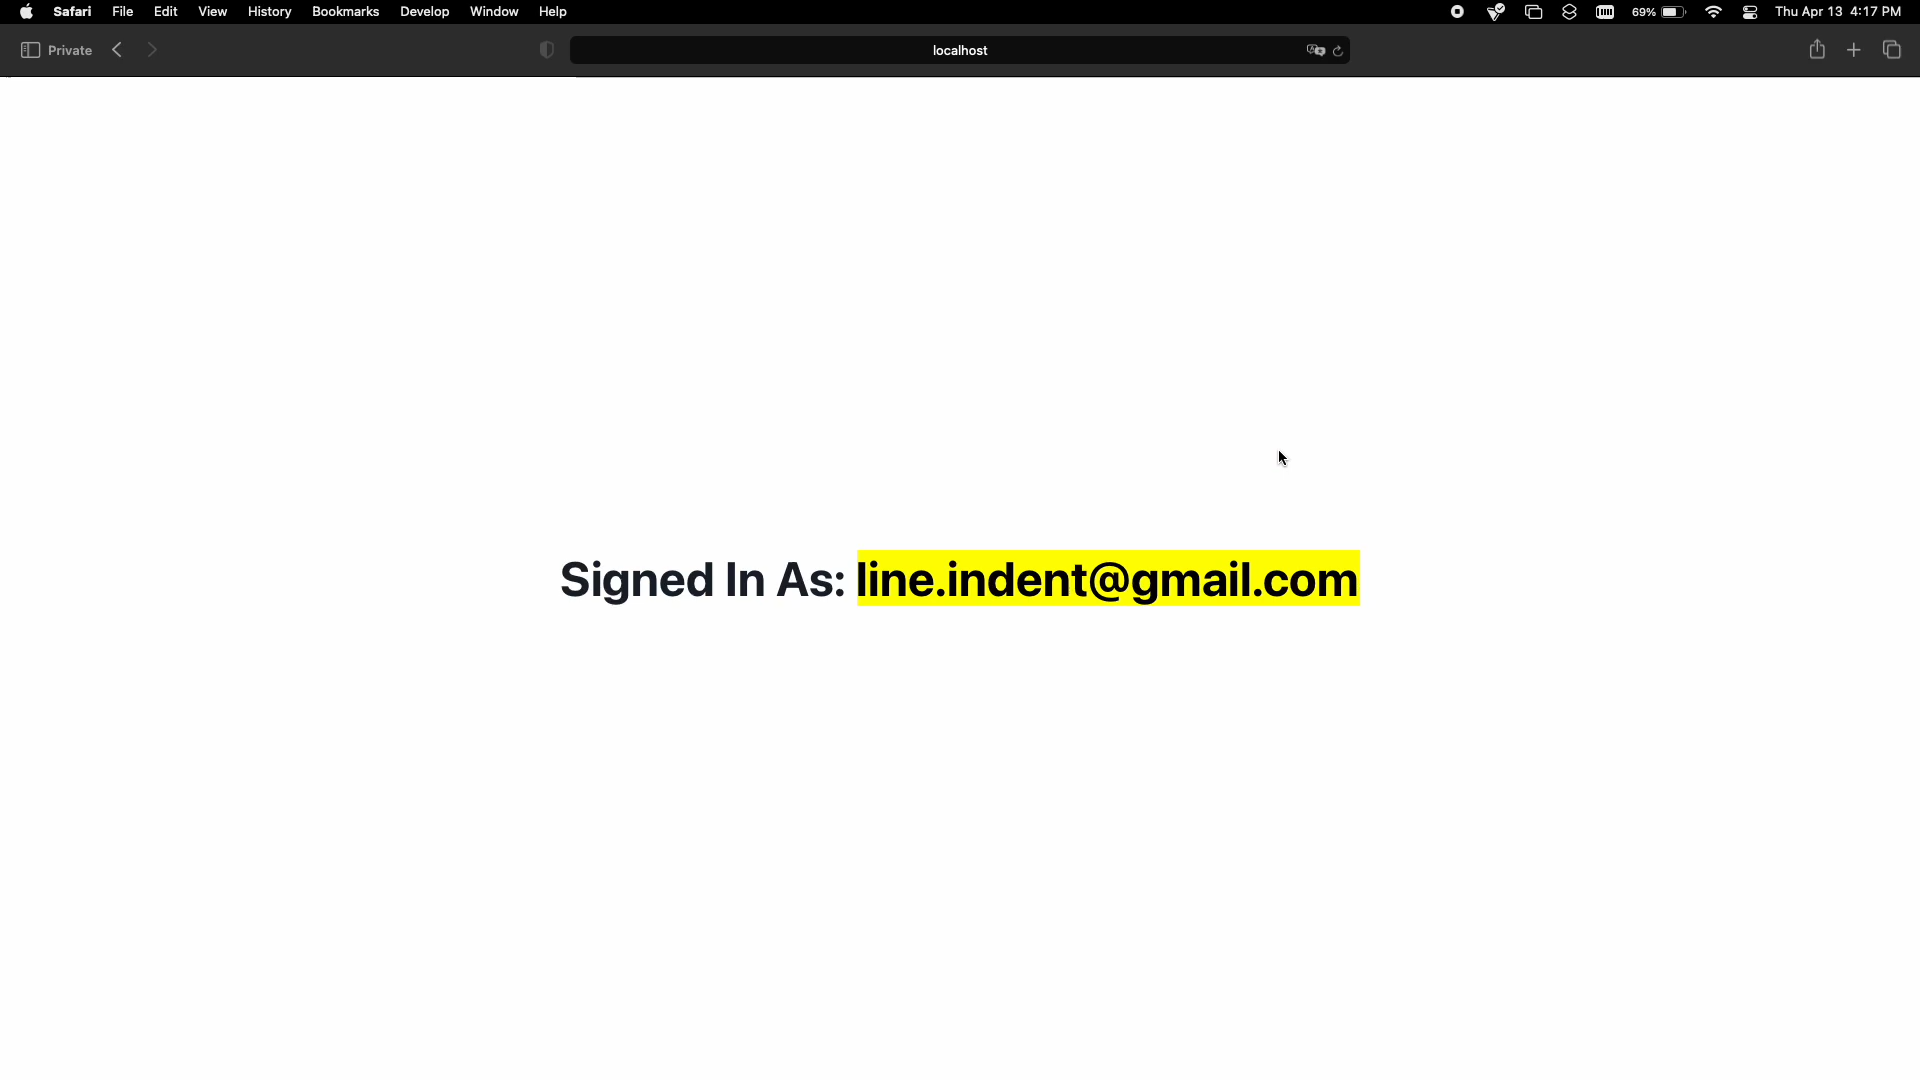 Safari File Edit View History Bookmarks Develop Window Help 69% Thu Apr 13 4:17 PM
Private localhost
Signed In As: line.indent@gmail.com